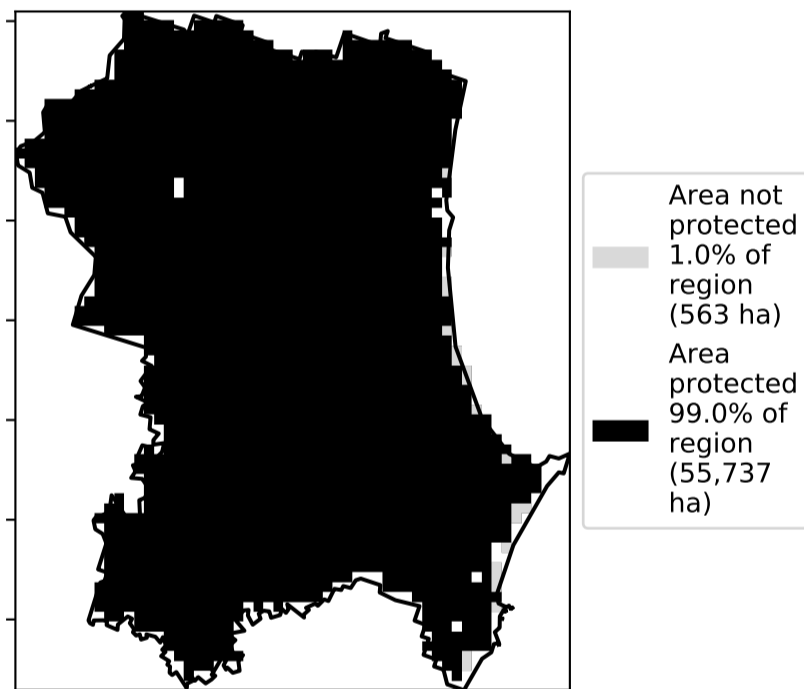 Area not
protected
1.0% of
region
(563 ha)
Area
protected
99.0% of
region
(55,737
ha)